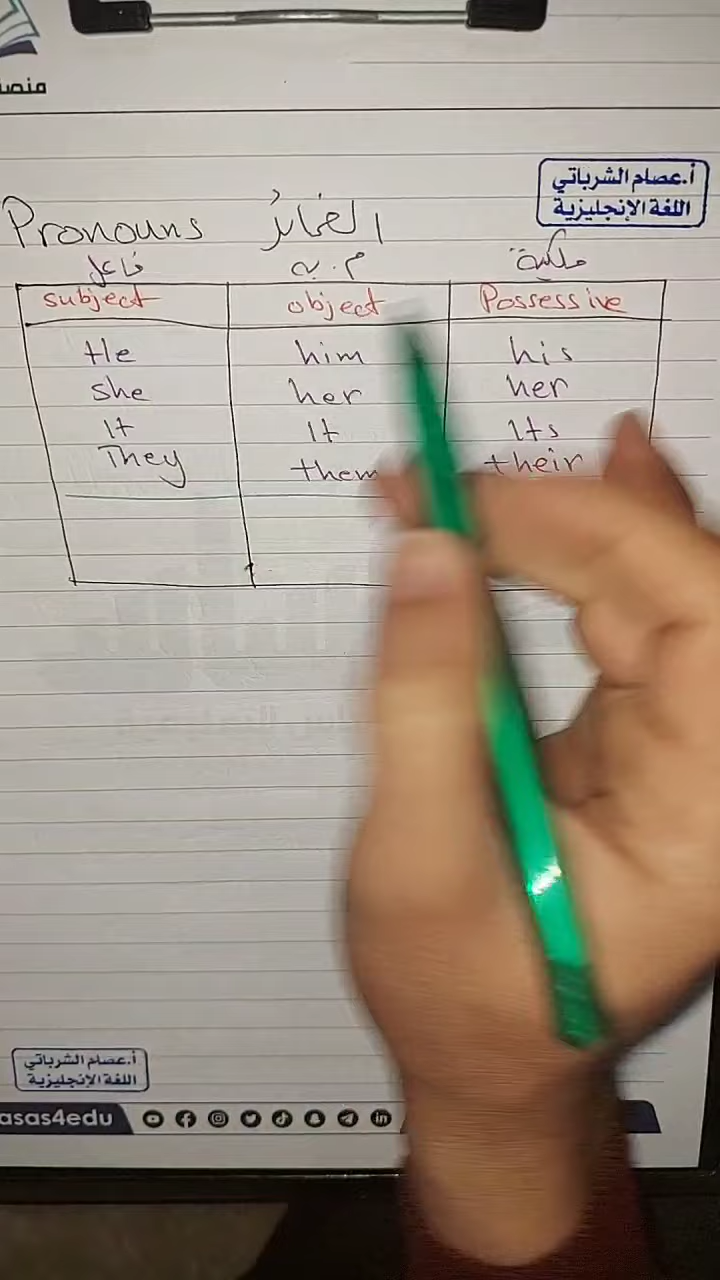 منصة
أ.عصام الشرباتي
اللغة الإنجليزية
Pronouns الضمائر
فاعل م. به ملكية
subject object Possessive
He him his
she her her
It It Its
They them their
أ.عصام الشرباتي
اللغة الإنجليزية
asas4edu